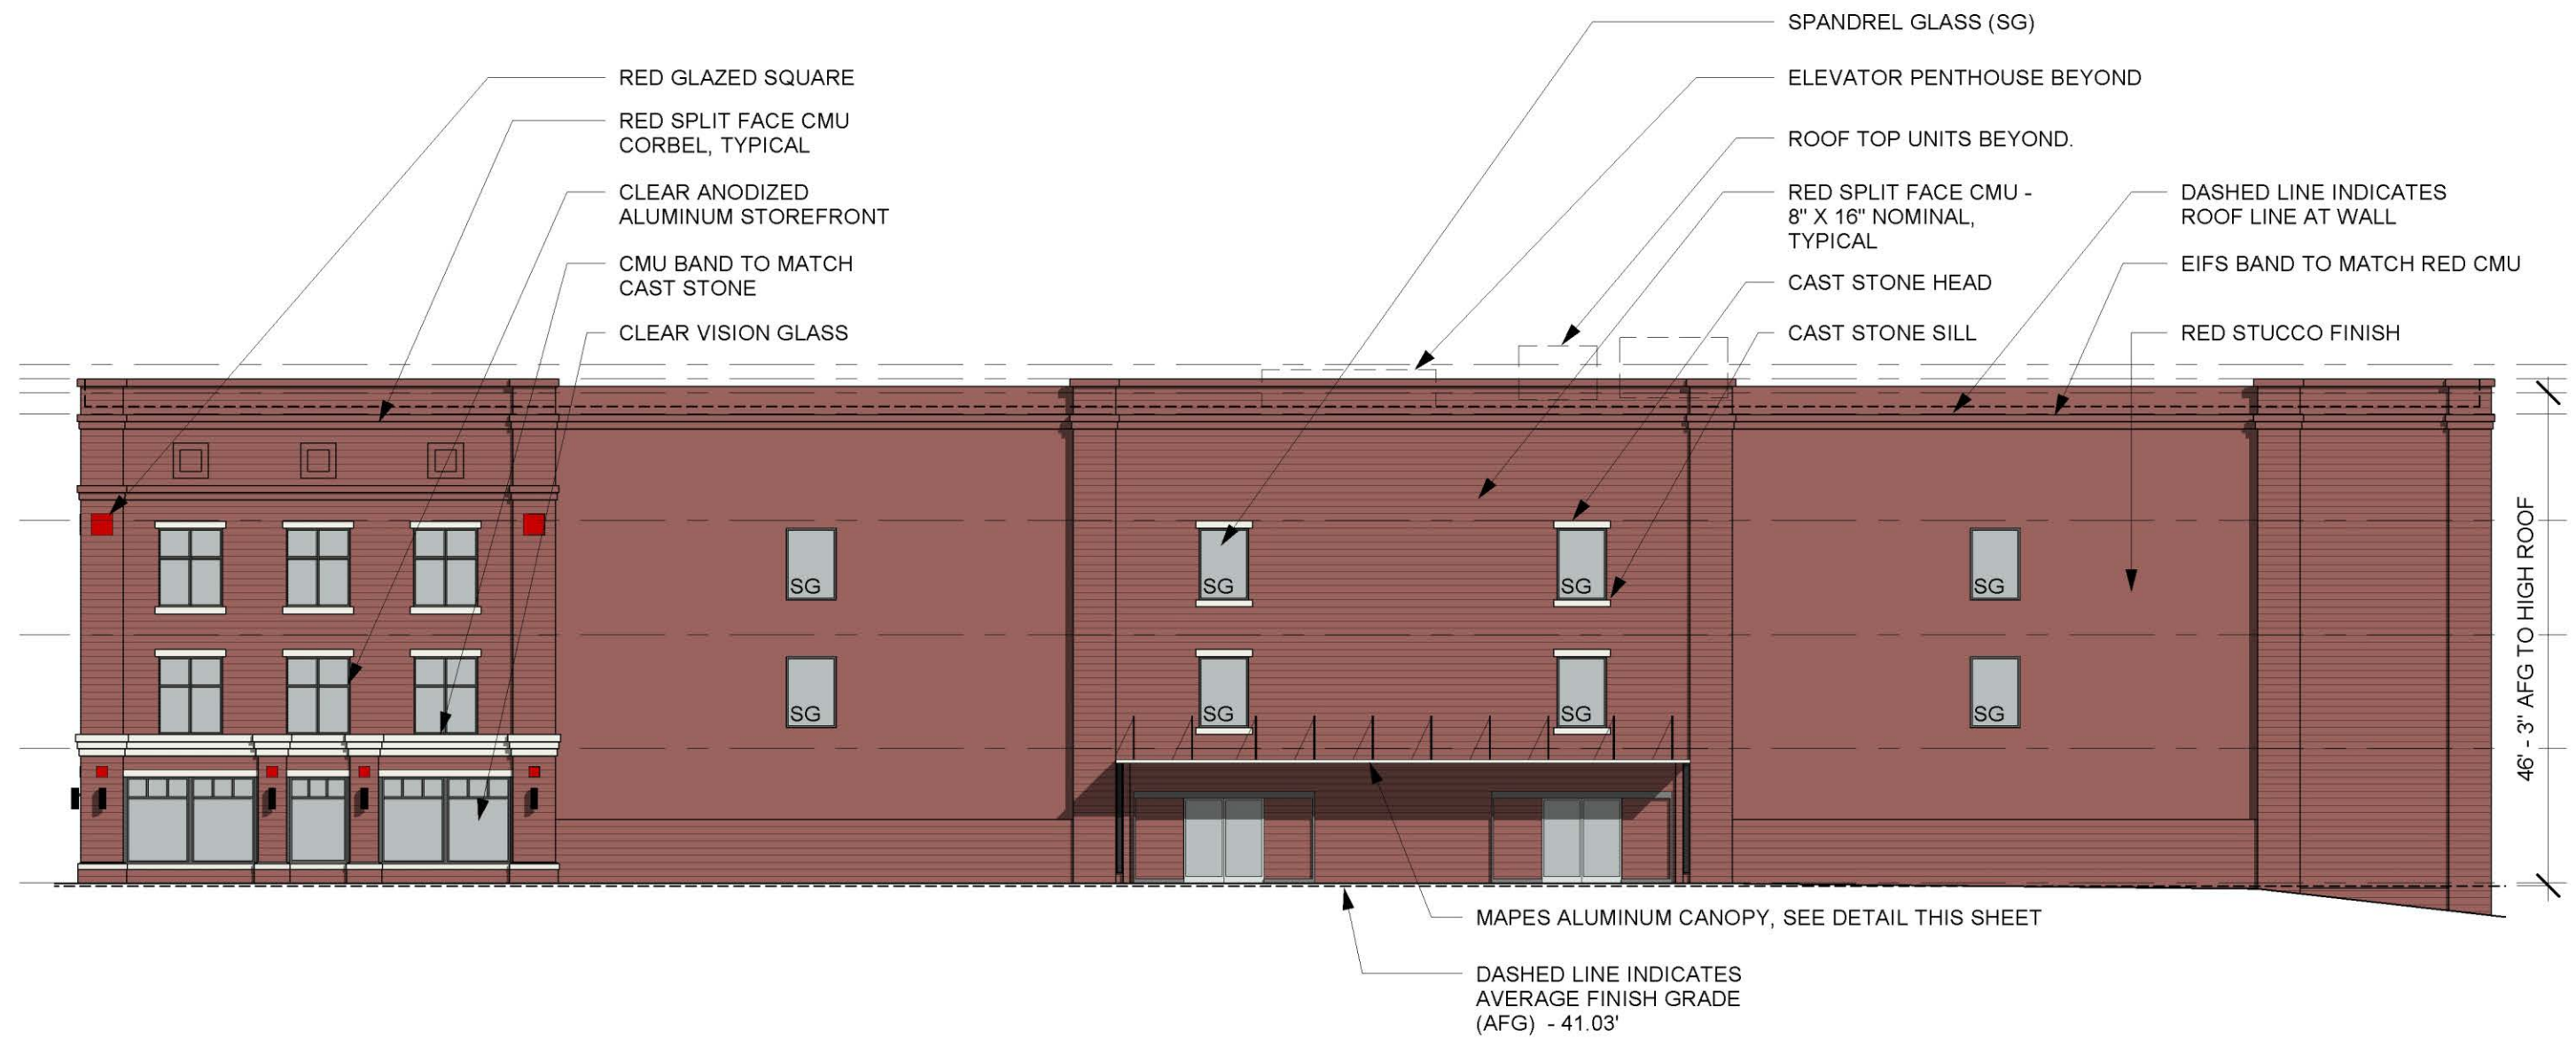 SPANDREL GLASS (SG)
RED GLAZED SQUARE
ELEVATOR PENTHOUSE BEYOND
RED SPLIT FACE CMU
CORBEL, TYPICAL
ROOF TOP UNITS BEYOND.
CLEAR ANODIZED
ALUMINUM STOREFRONT
RED SPLIT FACE CMU -
8" X 16" NOMINAL,
TYPICAL
DASHED LINE INDICATES
ROOF LINE AT WALL
CMU BAND TO MATCH
CAST STONE
CAST STONE HEAD
EIFS BAND TO MATCH RED CMU
CLEAR VISION GLASS
CAST STONE SILL
RED STUCCO FINISH
SG
SG
SG
SG
SG
SG
SG
SG
46' - 3" AFG TO HIGH ROOF
MAPES ALUMINUM CANOPY, SEE DETAIL THIS SHEET
DASHED LINE INDICATES
AVERAGE FINISH GRADE
(AFG)  - 41.03'